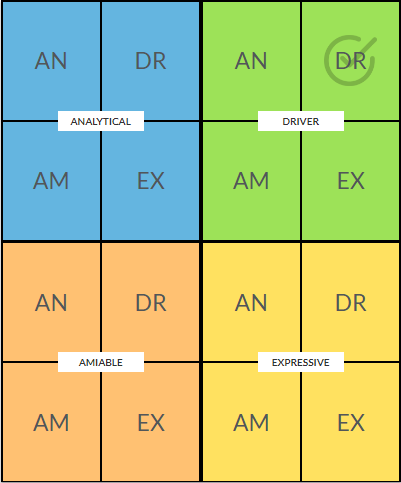 AN DR AN DR
ANALYTICAL DRIVER
AM EX AM EX
AN DR AN DR
AMIABLE EXPRESSIVE
AM EX AM EX